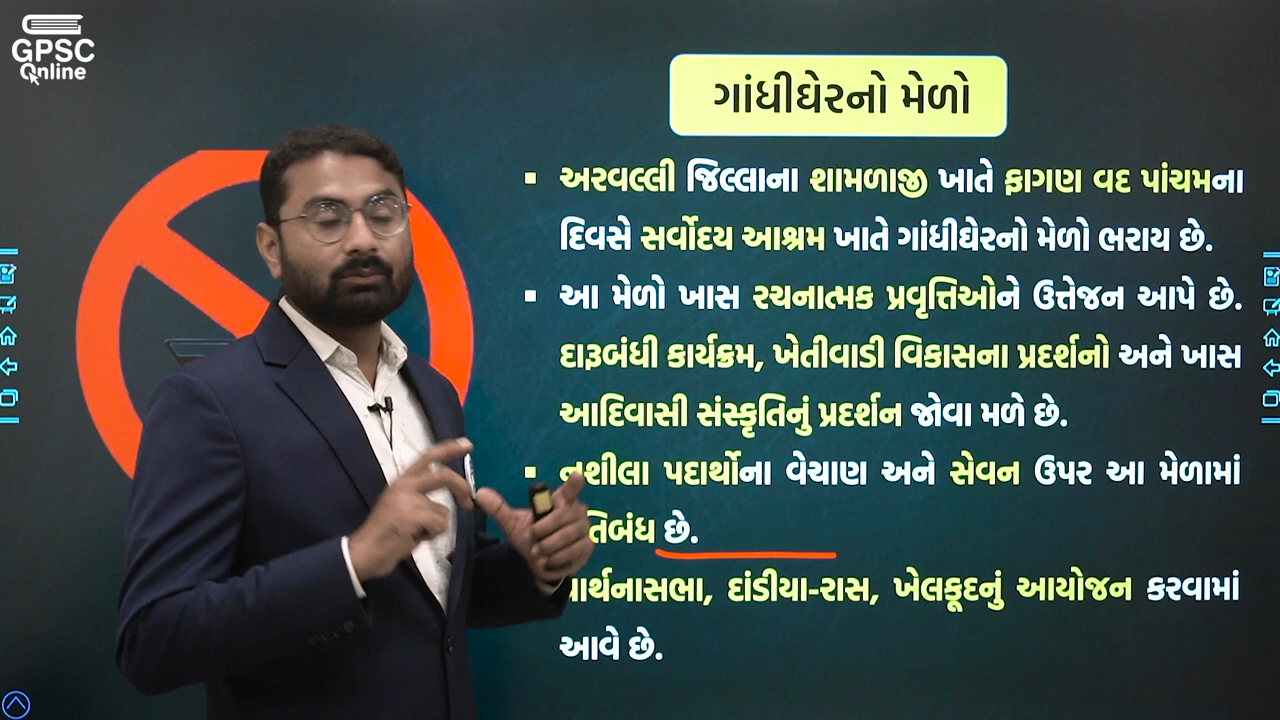 GPSC
Online
ગાંધીઘેરનો મેળો
અરવલ્લી જિલ્લાના શામળાજી ખાતે ફાગણ વદ પાંચમના
દિવસે સર્વોદય આશ્રમ ખાતે ગાંધીઘેરનો મેળો ભરાય છે.
આ મેળો ખાસ રચનાત્મક પ્રવૃત્તિઓને ઉત્તેજન આપે છે.
દારૂબંધી કાર્યક્રમ, ખેતીવાડી વિકાસના પ્રદર્શનો અને ખાસ
આદિવાસી સંસ્કૃતિનું પ્રદર્શન જોવા મળે છે.
નશીલા પદાર્થોના વેચાણ અને સેવન ઉપર આ મેળામાં
છે.
દાંડીયા-રાસ, ખેલકૂદનું આયોજન કરવામાં
આવે છે.